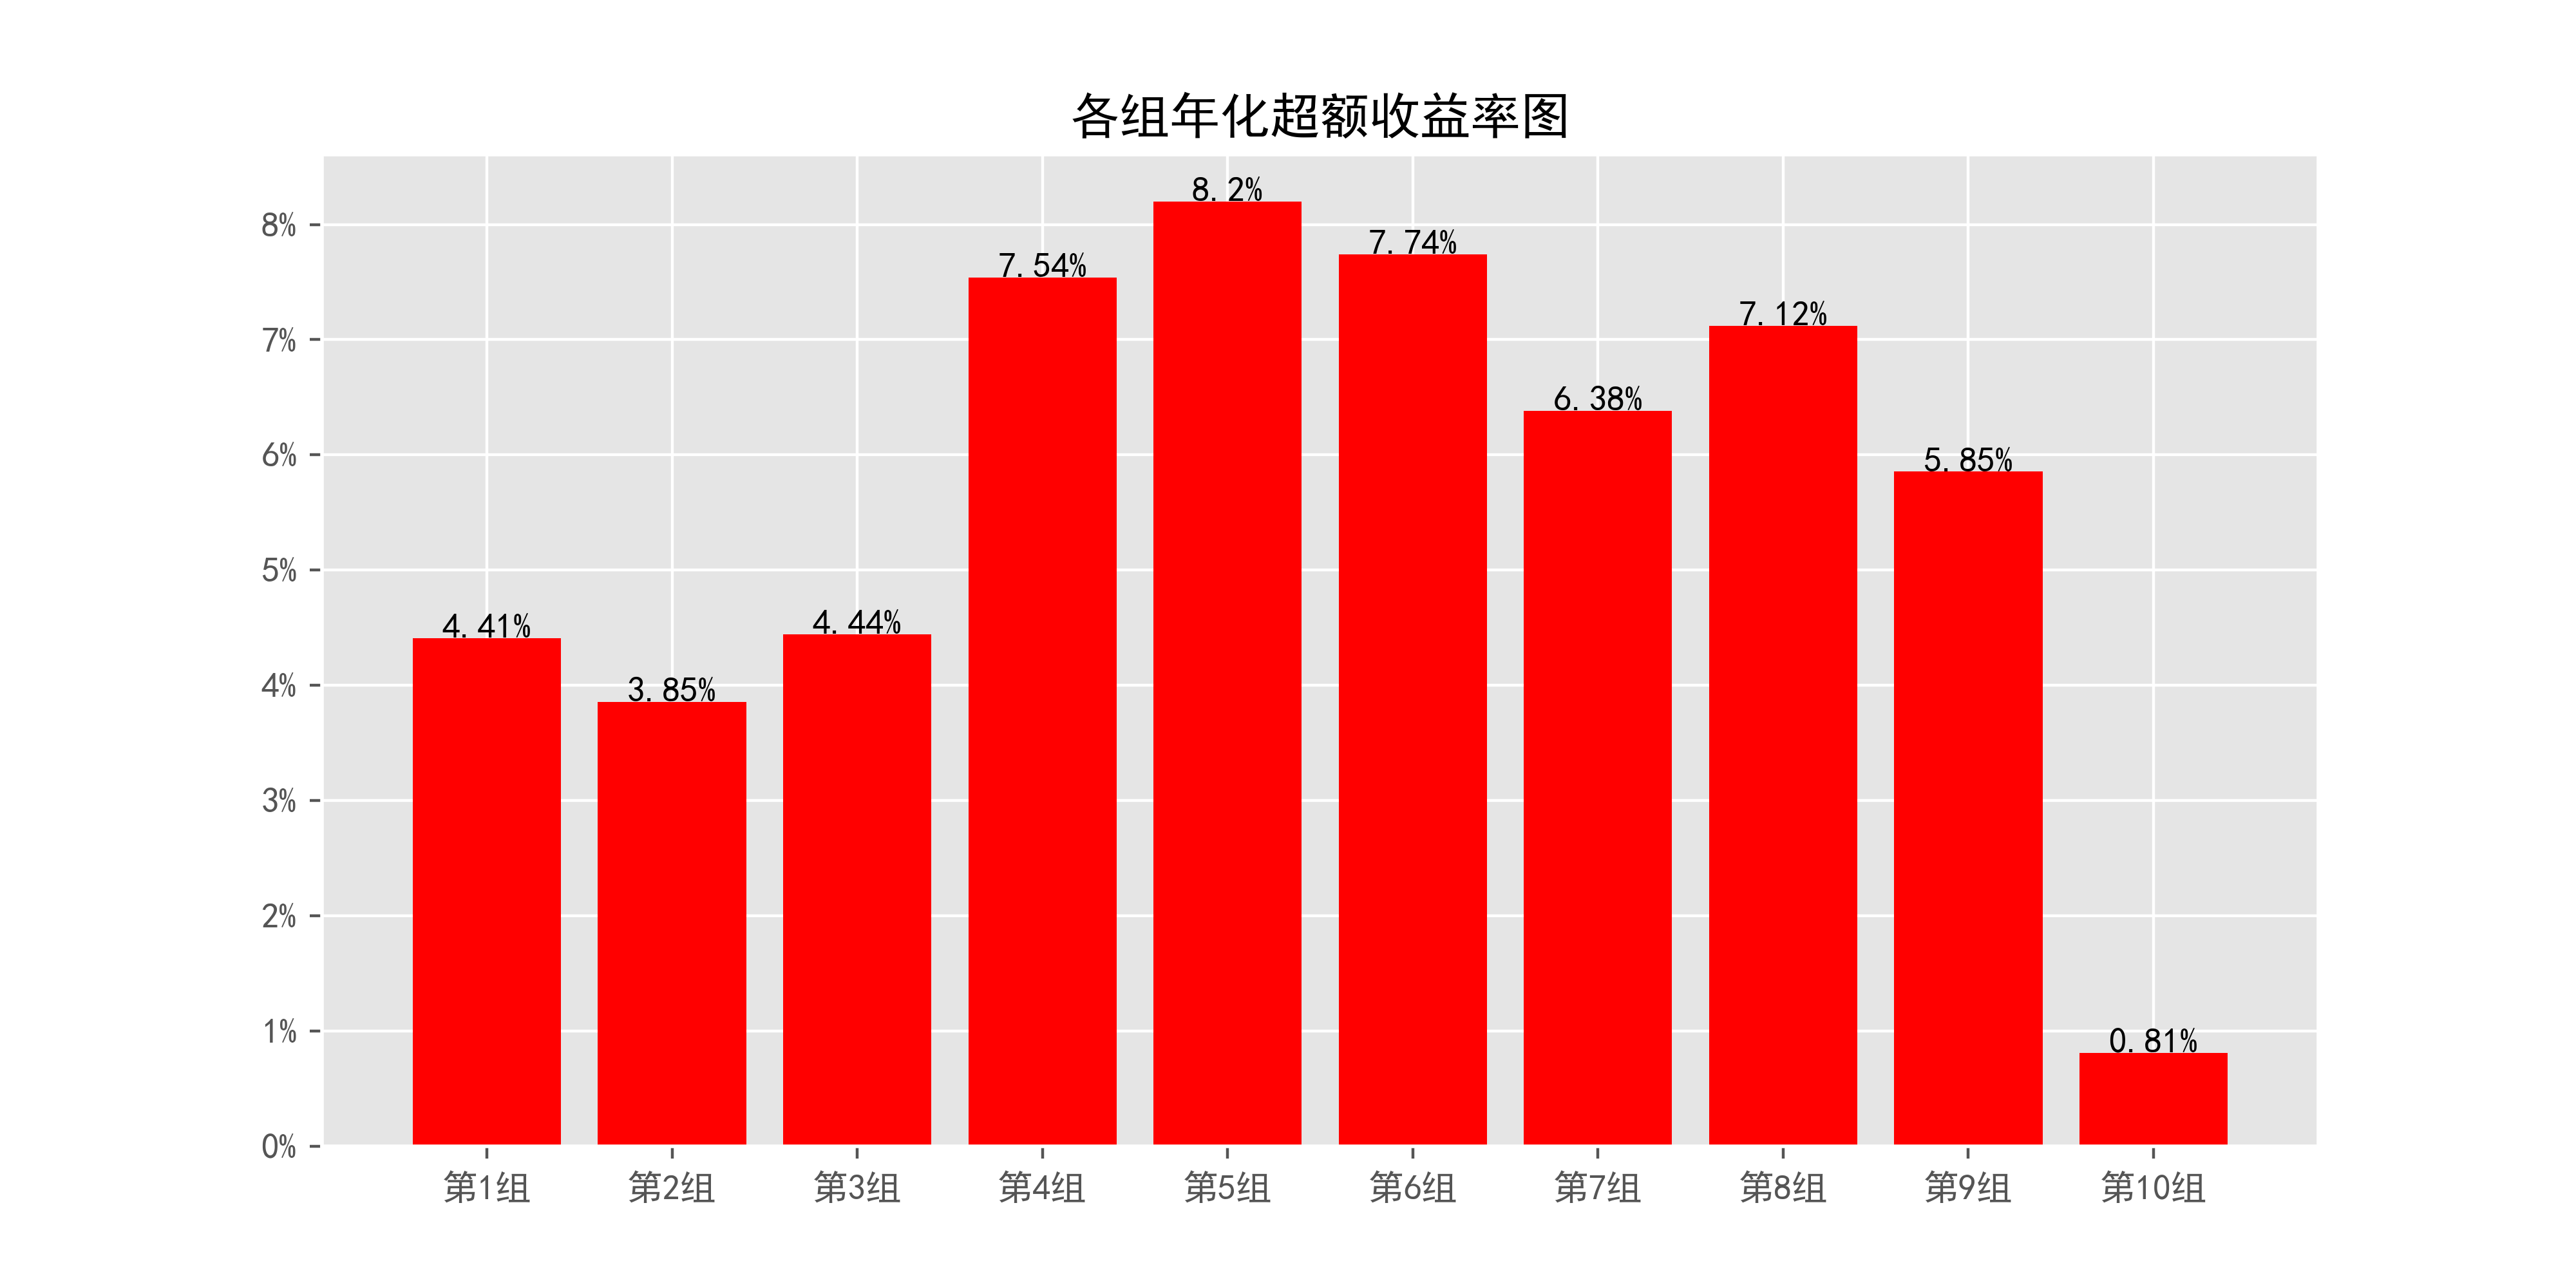 各组年化超额收益率图
8%
7%
6%
5%
4%
3%
2%
1%
0%
4.41%
3.85%
4.44%
7.54%
8.2%
7.74%
6.38%
7.12%
5.85%
0.81%
第1组
第2组
第3组
第4组
第5组
第6组
第7组
第8组
第9组
第10组